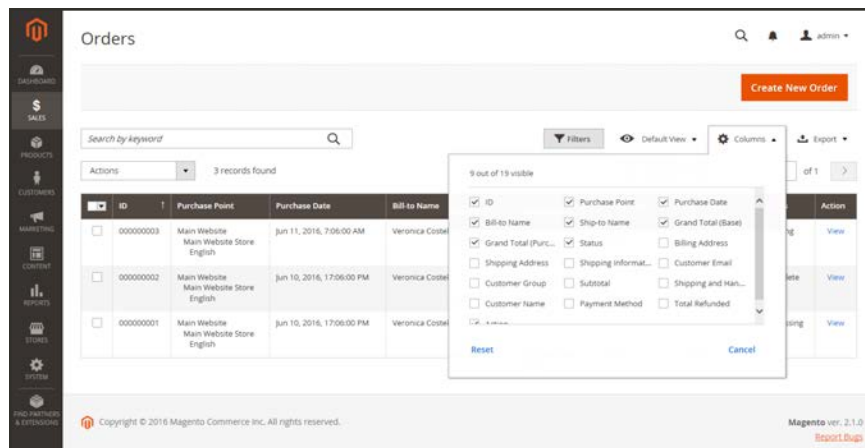 Orders
admin
DASHBOARD
Create New Order
$
SALES
Search by keyword
Filters
Default View
Columns
Export
PRODUCTS
Actions
3 records found
9 out of 19 visible
of 1
CUSTOMERS
ID Purchase Point Purchase Date Bill-to Name Action
ID Purchase Point Purchase Date
MARKETING
000000003 Main Website Jun 11, 2016, 7:06:00 AM Veronica Costel View
Main Website Store
English
Bill-to Name Ship-to Name Grand Total (Base)
Grand Total (Purc... Status Billing Address
CONTENT
000000002 Main Website Jun 10, 2016, 17:06:00 PM Veronica Costel lete View
Main Website Store
English
Shipping Address Shipping Informat... Customer Email
Customer Group Subtotal Shipping and Han...
REPORTS
000000001 Main Website Jun 10, 2016, 17:06:00 PM Veronica Costel ssing View
Main Website Store
English
Customer Name Payment Method Total Refunded
STORES
Reset Cancel
SYSTEM
FIND PARTNERS
& EXTENSIONS
Copyright © 2016 Magento Commerce Inc. All rights reserved.
Magento ver. 2.1.0
Report Bugs